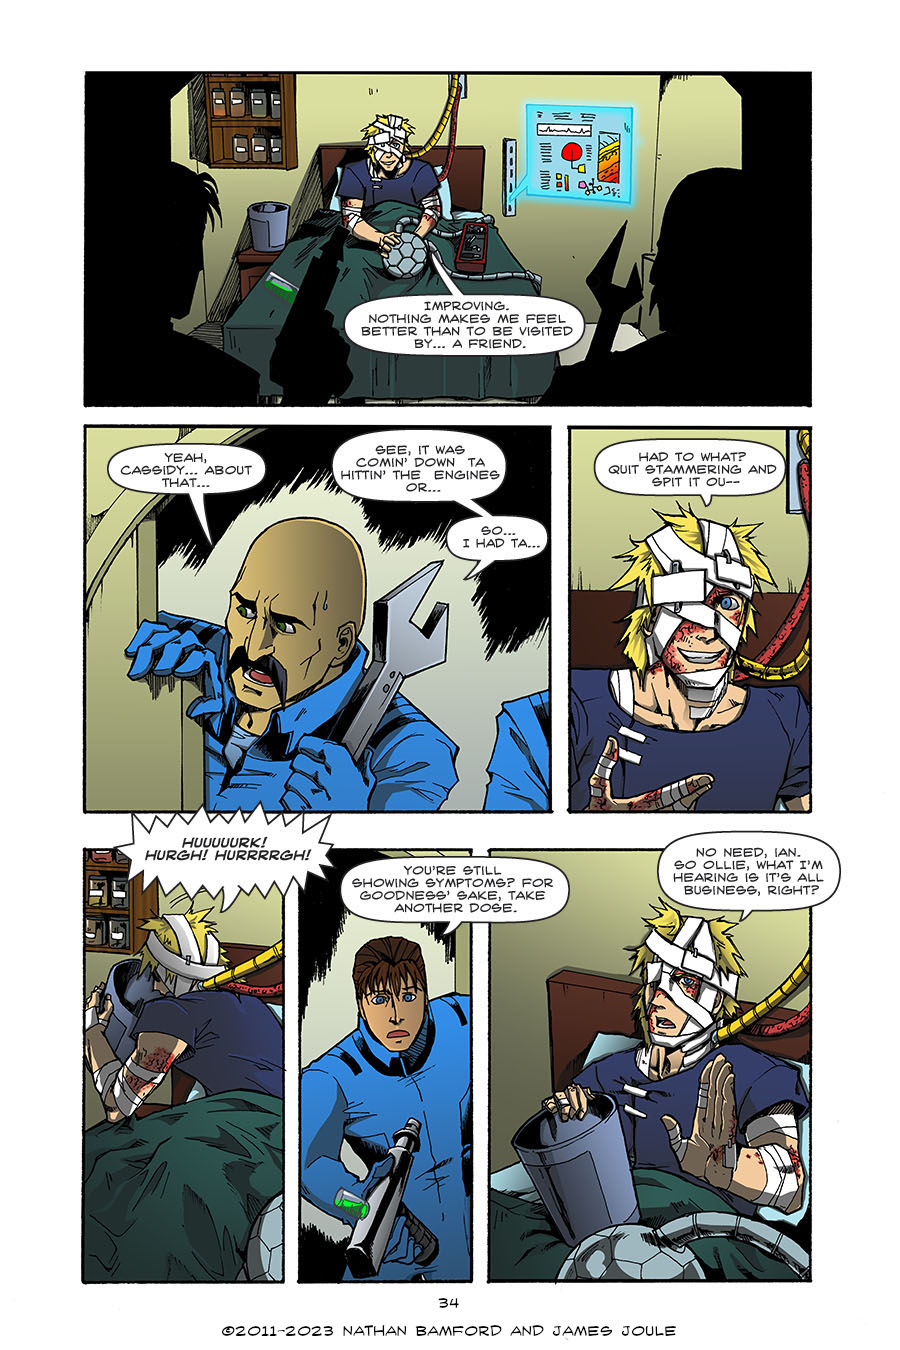 IMPROVING.
NOTHING MAKES ME FEEL
BETTER THAN TO BE VISITED
BY... A FRIEND.
YEAH,
CASSIDY... ABOUT
THAT...
SEE, IT WAS
COMIN' DOWN TA
HITTIN' THE ENGINES
OR...
SO...
I HAD TA...
HAD TO WHAT?
QUIT STAMMERING AND
SPIT IT OU--
HUUUUURK!
HURGH! HURRRRGH!
YOU'RE STILL
SHOWING SYMPTOMS? FOR
GOODNESS' SAKE, TAKE
ANOTHER DOSE.
NO NEED, IAN.
SO OLLIE, WHAT I'M
HEARING IS IT'S ALL
BUSINESS, RIGHT?
34
©2011-2023 NATHAN BAMFORD AND JAMES JOULE